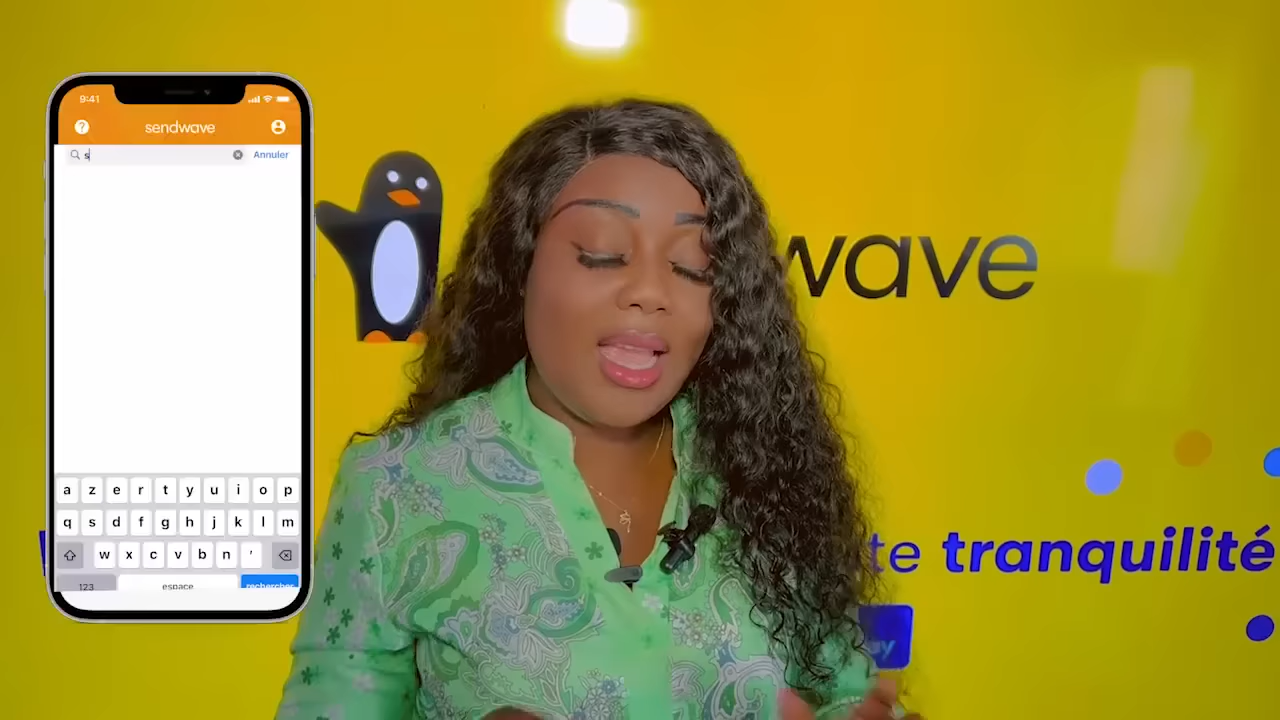 9:41
sendwave
s
Annuler
a z e r t y u i o p
q s d f g h j k l m
w x c v b n '
123 espace rechercher
wave
te tranquilité